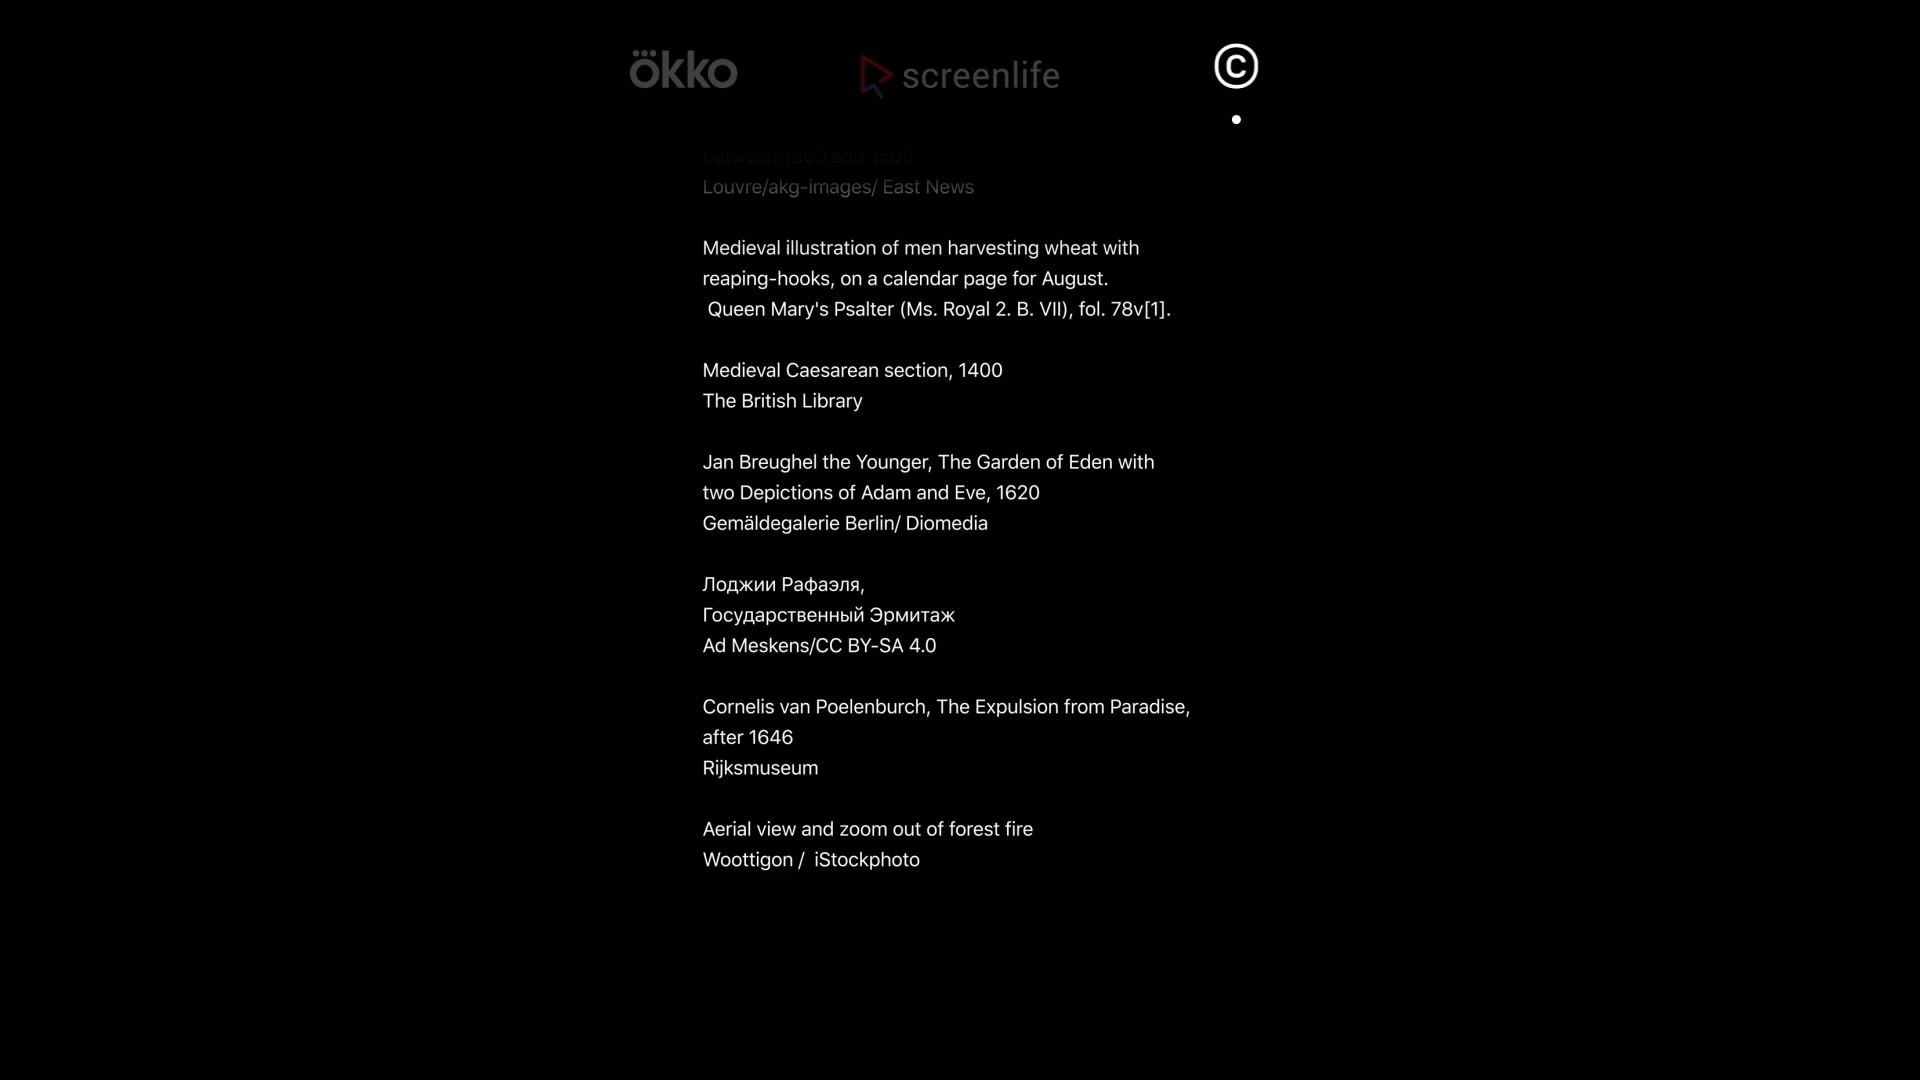 ökko
screenlife
©
between 1503 and 1506
Louvre/akg-images/ East News
Medieval illustration of men harvesting wheat with
reaping-hooks, on a calendar page for August.
Queen Mary's Psalter (Ms. Royal 2. B. VII), fol. 78v[1].
Medieval Caesarean section, 1400
The British Library
Jan Breughel the Younger, The Garden of Eden with
two Depictions of Adam and Eve, 1620
Gemäldegalerie Berlin/ Diomedia
Лоджии Рафаэля,
Государственный Эрмитаж
Ad Meskens/CC BY-SA 4.0
Cornelis van Poelenburch, The Expulsion from Paradise,
after 1646
Rijksmuseum
Aerial view and zoom out of forest fire
Woottigon / iStockphoto